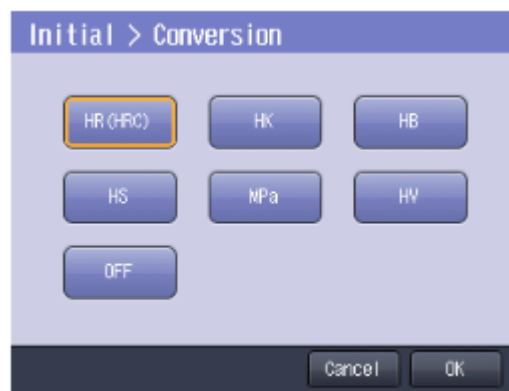 Initial > Conversion
HR(HRC) HK HB
HS MPa HV
OFF
Cancel OK